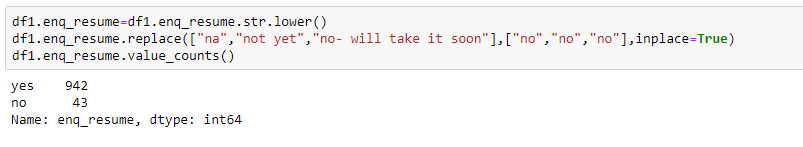 df1.enq_resume=df1.enq_resume.str.lower()
df1.enq_resume.replace(["na","not yet","no- will take it soon"],["no","no","no"],inplace=True)
df1.enq_resume.value_counts()
yes    942
no      43
Name: enq_resume, dtype: int64